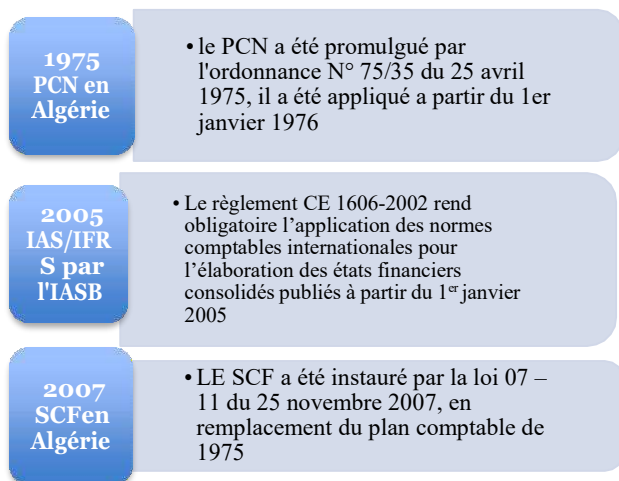 1975
PCN en
Algérie
• le PCN a été promulgué par
l'ordonnance N° 75/35 du 25 avril
1975, il a été appliqué a partir du 1er
janvier 1976
2005
IAS/IFR
S par
l'IASB
• Le règlement CE 1606-2002 rend
obligatoire l’application des normes
comptables internationales pour
l’élaboration des états financiers
consolidés publiés à partir du 1er janvier
2005
2007
SCFen
Algérie
• LE SCF a été instauré par la loi 07 –
11 du 25 novembre 2007, en
remplacement du plan comptable de
1975